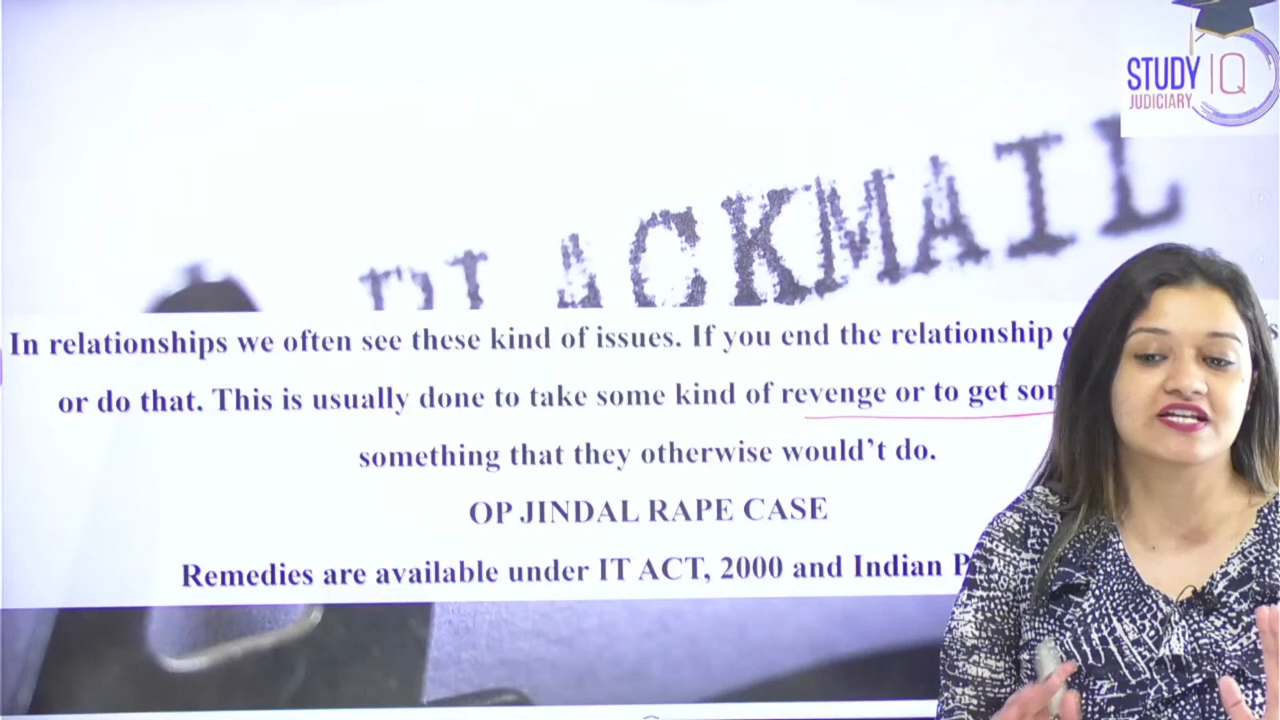 STUDY IQ
JUDICIARY
BLACKMAIL
In relationships we often see these kind of issues. If you end the relationship
or do that. This is usually done to take some kind of revenge or to get
something that they otherwise would't do.
OP JINDAL RAPE CASE
Remedies are available under IT ACT, 2000 and Indian